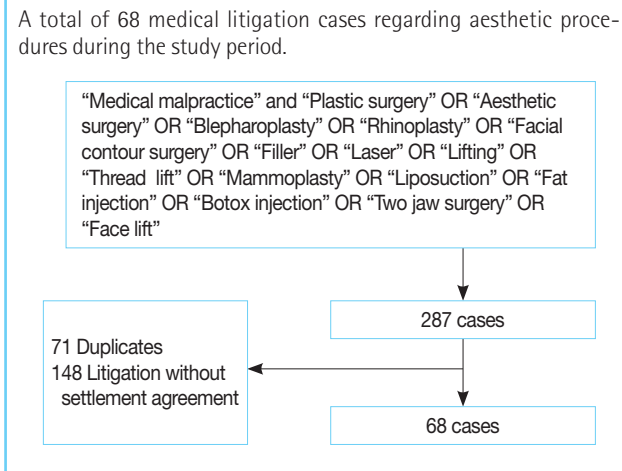 A total of 68 medical litigation cases regarding aesthetic proce-
dures during the study period.
“Medical malpractice” and “Plastic surgery” OR “Aesthetic
surgery” OR “Blepharoplasty” OR “Rhinoplasty” OR “Facial
contour surgery” OR “Filler” OR “Laser” OR “Lifting” OR
“Thread lift” OR “Mammoplasty” OR “Liposuction” OR “Fat
injection” OR “Botox injection” OR “Two jaw surgery” OR
“Face lift”
287 cases
71 Duplicates
148 Litigation without
settlement agreement
68 cases